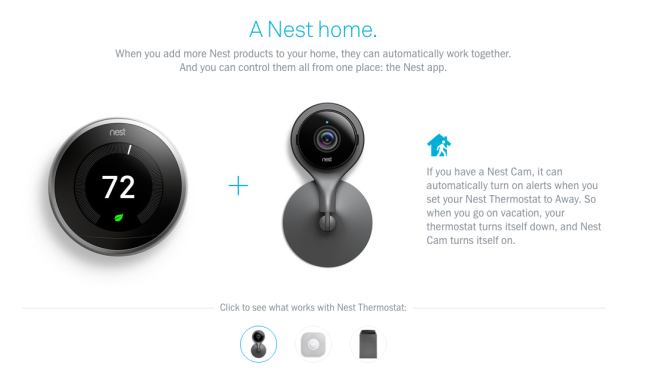 A Nest home.
When you add more Nest products to your home, they can automatically work together.
And you can control them all from one place: the Nest app.
nest
72
nest
If you have a Nest Cam, it can
automatically turn on alerts when you
set your Nest Thermostat to Away. So
when you go on vacation, your
thermostat turns itself down, and Nest
Cam turns itself on.
Click to see what works with Nest Thermostat: